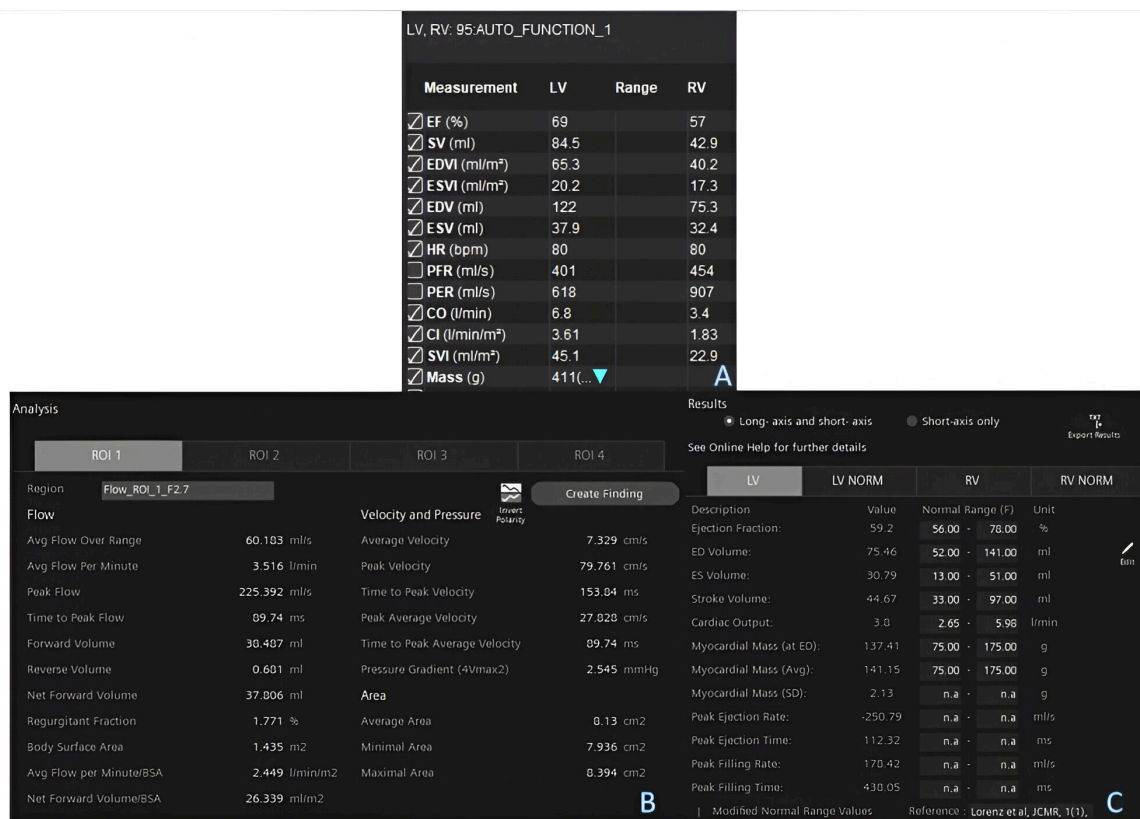 LV, RV: 95:AUTO_FUNCTION_1
Measurement LV Range RV
EF (%) 69 57
SV (ml) 84.5 42.9
EDVI (ml/m²) 65.3 40.2
ESVI (ml/m²) 20.2 17.3
EDV (ml) 122 75.3
ESV (ml) 37.9 32.4
HR (bpm) 80 80
PFR (ml/s) 401 454
PER (ml/s) 618 907
CO (l/min) 6.8 3.4
CI (l/min/m²) 3.61 1.83
SVI (ml/m²) 45.1 22.9
Mass (g) 411(...
A
Analysis
ROI 1 ROI 2 ROI 3 ROI 4
Region Flow_ROI_1_F2.7
Invert Polarity
Create Finding
Flow
Avg Flow Over Range 60.183 ml/s
Avg Flow Per Minute 3.516 l/min
Peak Flow 225.392 ml/s
Time to Peak Flow 89.74 ms
Forward Volume 38.487 ml
Reverse Volume 0.681 ml
Net Forward Volume 37.806 ml
Regurgitant Fraction 1.771 %
Body Surface Area 1.435 m2
Avg Flow per Minute/BSA 2.449 l/min/m2
Net Forward Volume/BSA 26.339 ml/m2
Velocity and Pressure
Average Velocity 7.329 cm/s
Peak Velocity 79.761 cm/s
Time to Peak Velocity 153.84 ms
Peak Average Velocity 27.828 cm/s
Time to Peak Average Velocity 89.74 ms
Pressure Gradient (4Vmax2) 2.545 mmHg
Area
Average Area 8.13 cm2
Minimal Area 7.936 cm2
Maximal Area 8.394 cm2
B
Results
Long- axis and short- axis Short-axis only
TXT
Export Results
See Online Help for further details
LV LV NORM RV RV NORM
Description Value Normal Range (F) Unit
Ejection Fraction: 59.2 56.00 - 78.00 %
ED Volume: 75.46 52.00 - 141.00 ml
Edit
ES Volume: 30.79 13.00 - 51.00 ml
Stroke Volume: 44.67 33.00 - 97.00 ml
Cardiac Output: 3.8 2.65 - 5.98 l/min
Myocardial Mass (at ED): 137.41 75.00 - 175.00 g
Myocardial Mass (Avg): 141.15 75.00 - 175.00 g
Myocardial Mass (SD): 2.13 n.a - n.a g
Peak Ejection Rate: -250.79 n.a - n.a ml/s
Peak Ejection Time: 112.32 n.a - n.a ms
Peak Filling Rate: 178.42 n.a - n.a ml/s
Peak Filling Time: 438.05 n.a - n.a ms
| Modified Normal Range Values Reference : Lorenz et al, JCMR, 1(1),
C